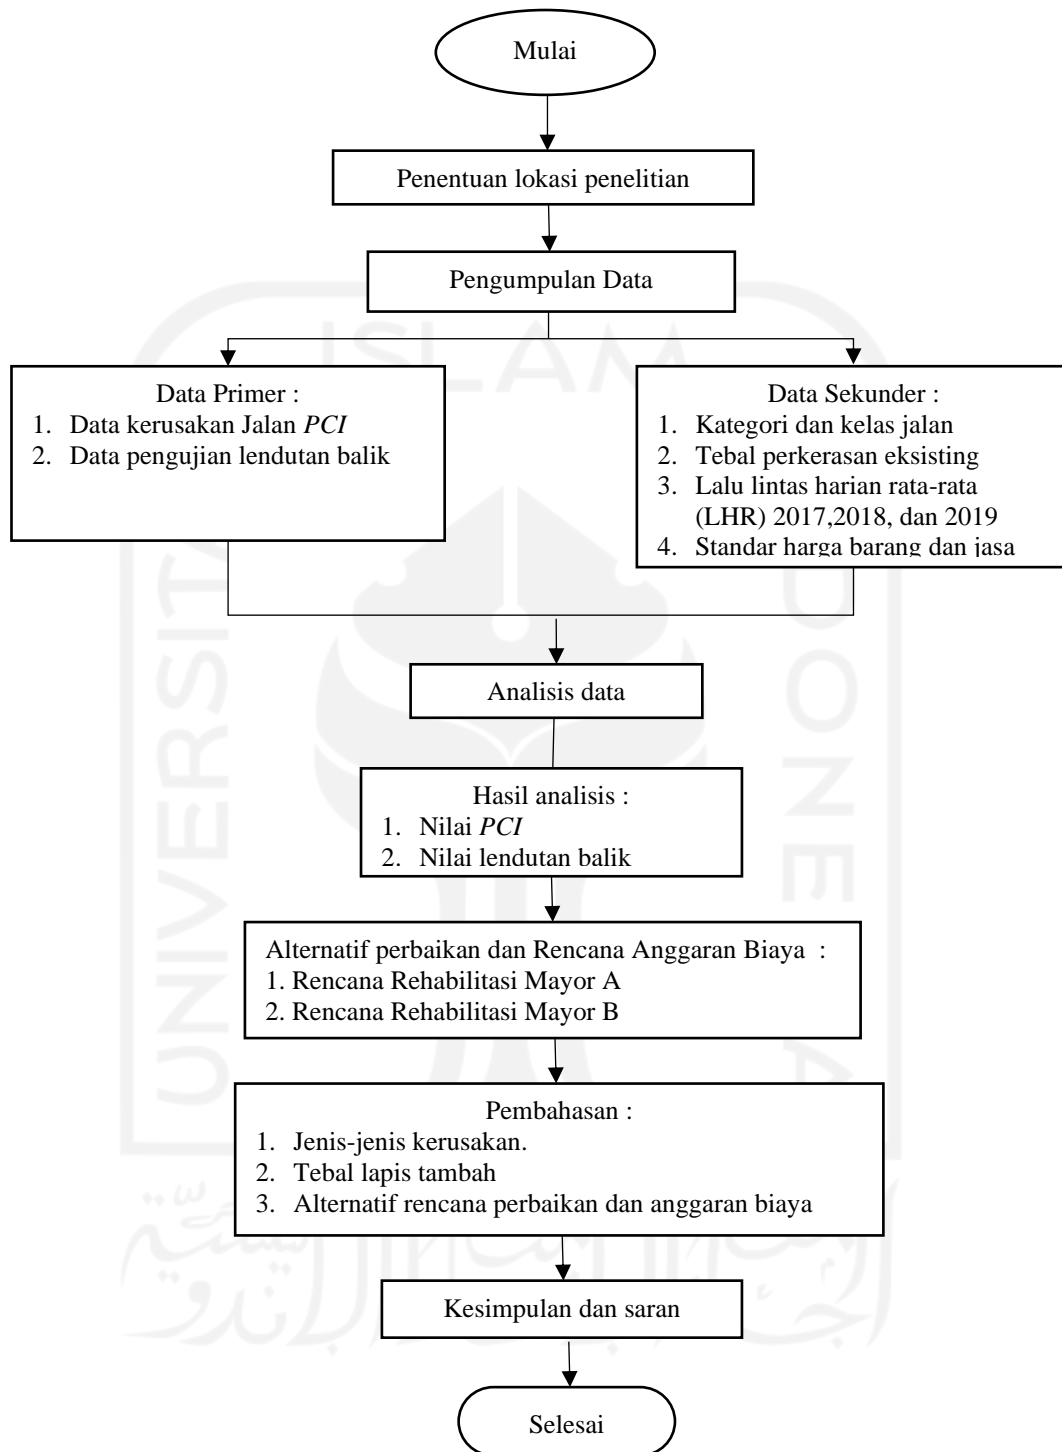 Mulai
Penentuan lokasi penelitian
Pengumpulan Data
Data Primer :
1. Data kerusakan Jalan PCI
2. Data pengujian lendutan balik
Data Sekunder :
1. Kategori dan kelas jalan
2. Tebal perkerasan eksisting
3. Lalu lintas harian rata-rata
(LHR) 2017,2018, dan 2019
4. Standar harga barang dan jasa
Analisis data
Hasil analisis :
1. Nilai PCI
2. Nilai lendutan balik
Alternatif perbaikan dan Rencana Anggaran Biaya :
1. Rencana Rehabilitasi Mayor A
2. Rencana Rehabilitasi Mayor B
Pembahasan :
1. Jenis-jenis kerusakan.
2. Tebal lapis tambah
3. Alternatif rencana perbaikan dan anggaran biaya
Kesimpulan dan saran
Selesai
ISLAM